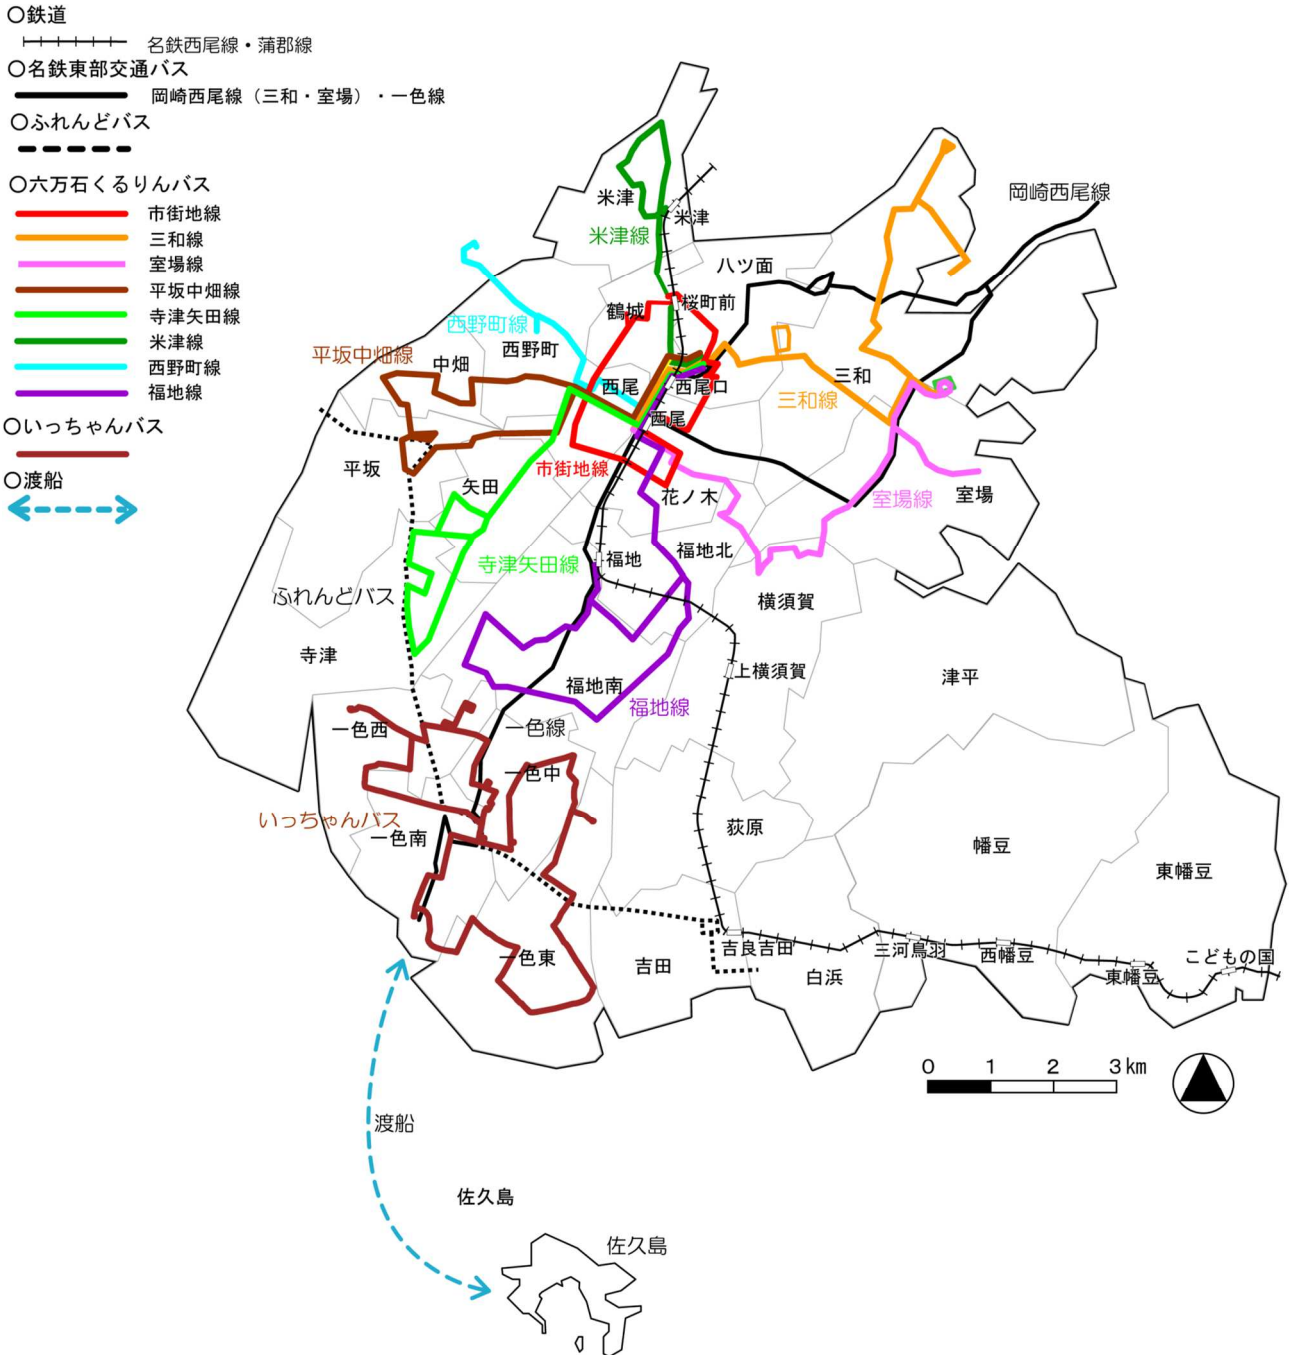 ○鉄道
名鉄西尾線・蒲郡線
○名鉄東部交通バス
岡崎西尾線（三和・室場）・一色線
○ふれんどバス
○六万石くるりんバス
市街地線
三和線
室場線
平坂中畑線
寺津矢田線
米津線
西野町線
福地線
○いっちゃんバス
○渡船
岡崎西尾線
米津
米津
米津線
八ツ面
鶴城
桜町前
西野町線
西野町
平坂中畑線
中畑
西尾
西尾口
三和
三和線
西尾
市街地線
平坂
矢田
花ノ木
室場線
室場
寺津矢田線
福地
福地北
ふれんどバス
横須賀
寺津
上横須賀
津平
福地南
福地線
一色西
一色線
一色中
いっちゃんバス
一色南
荻原
幡豆
東幡豆
吉良吉田
三河鳥羽
西幡豆
こどもの国
一色東
吉田
白浜
東幡豆
0 1 2 3km
渡船
佐久島
佐久島